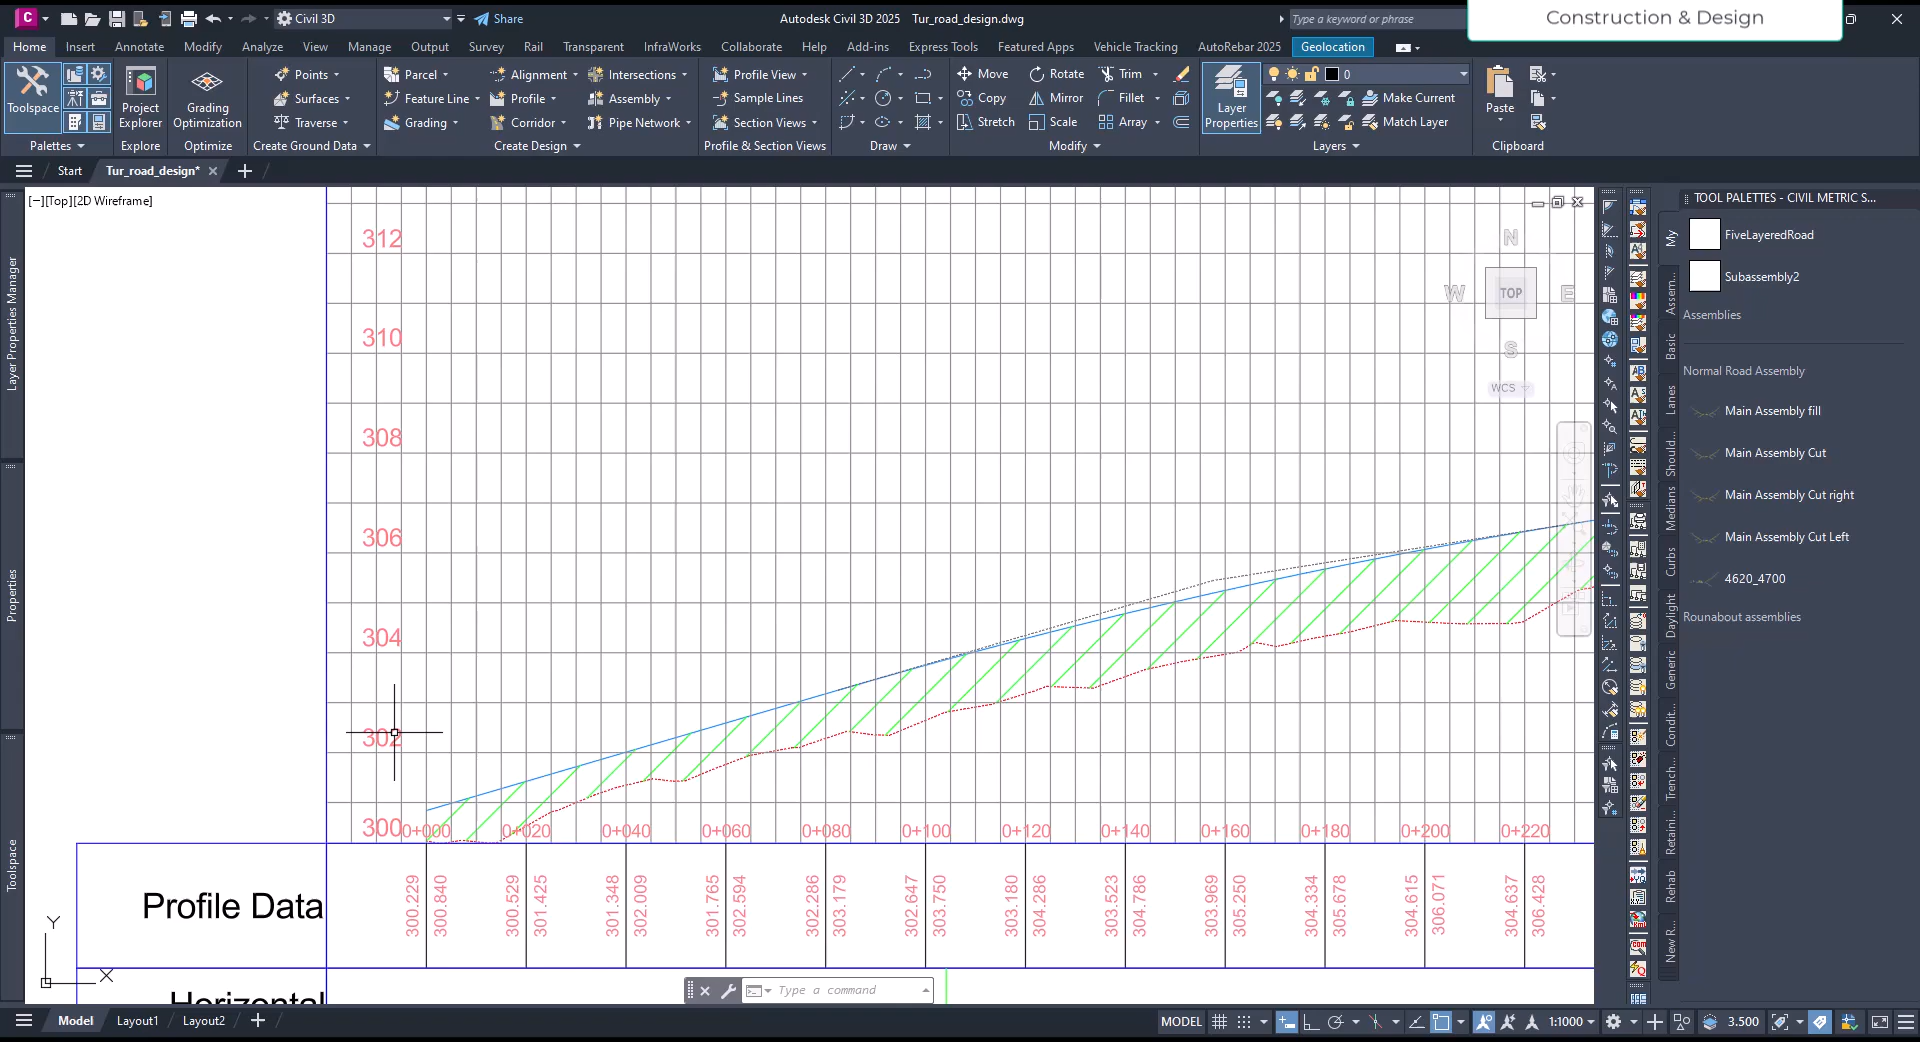 Civil 3D
Share
Autodesk Civil 3D 2025 Tur_road_design.dwg
Type a keyword or phrase
Construction & Design
Home Insert Annotate Modify Analyze View Manage Output Survey Rail Transparent InfraWorks Collaborate Help Add-ins Express Tools Featured Apps Vehicle Tracking AutoRebar 2025 Geolocation
Toolspace
Project Explorer
Grading Optimization
Points
Surfaces
Traverse
Parcel
Feature Line
Grading
Alignment
Profile
Corridor
Intersections
Assembly
Pipe Network
Profile View
Sample Lines
Section Views
Move
Copy
Stretch
Rotate
Mirror
Scale
Trim
Fillet
Array
Layer Properties
0
Make Current
Match Layer
Paste
Palettes Explore Optimize Create Ground Data Create Design Profile & Section Views Draw Modify Layers Clipboard
Start Tur_road_design*
[−][Top][2D Wireframe]
Layer Properties Manager
Properties
Toolspace
312
310
308
306
304
302
300
0+000 0+020 0+040 0+060 0+080 0+100 0+120 0+140 0+160 0+180 0+200 0+220
Profile Data
300.229 300.840 300.529 301.425 301.348 302.009 301.765 302.594 302.286 303.179 302.647 303.750 303.180 304.286 303.523 304.786 303.969 305.250 304.334 305.678 304.615 306.071 304.637 306.428
Horizontal
Y
X
N
W TOP E
S
WCS
Type a command
TOOL PALETTES - CIVIL METRIC S...
FiveLayeredRoad
Subassembly2
Assemblies
Normal Road Assembly
Main Assembly fill
Main Assembly Cut
Main Assembly Cut right
Main Assembly Cut Left
4620_4700
Rounabout assemblies
My
Assem...
Basic
Lanes
Should...
Medians
Curbs
Daylight
Generic
Condit...
Trench...
Retaini...
Rehab
New R...
Model Layout1 Layout2
MODEL
1:1000
3.500